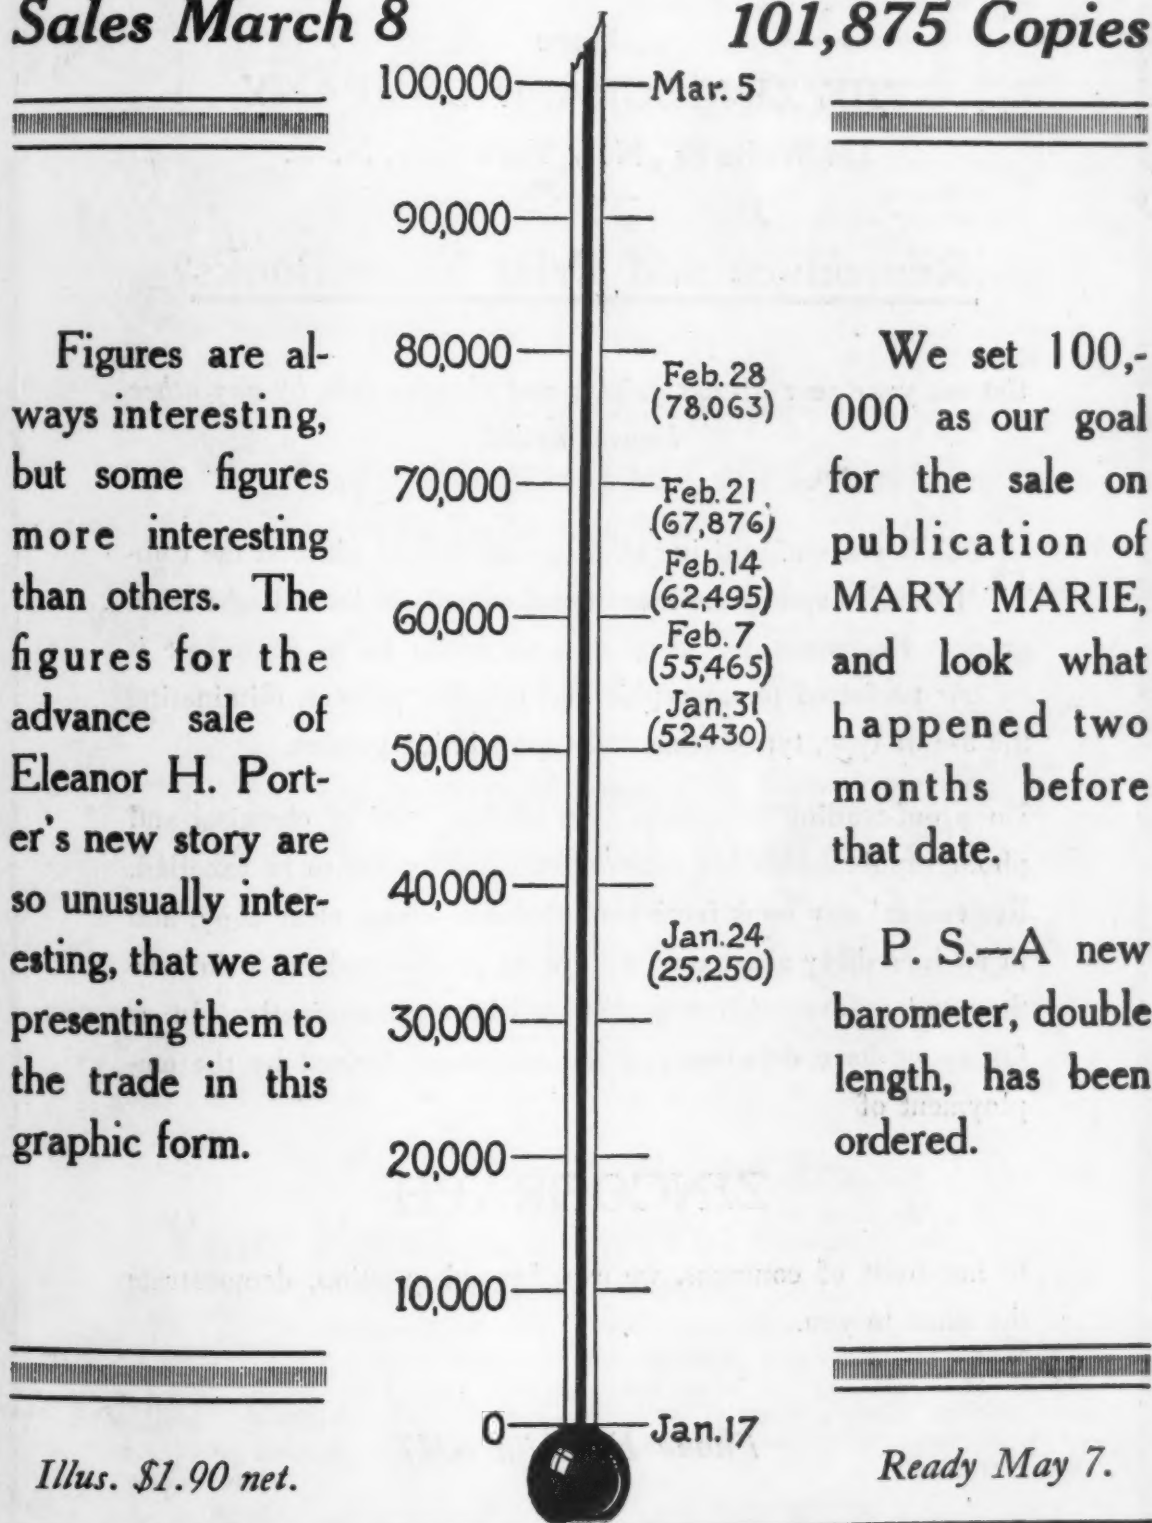 Sales March 8
101,875 Copies
100,000
Mar. 5
90,000
80,000
Feb. 28
(78,063)
70,000
Feb. 21
(67,876)
Feb. 14
(62,495)
60,000
Feb. 7
(55,465)
Jan. 31
(52.430)
50,000
40,000
Jan. 24
(25.250)
30,000
20,000
10,000
0
Jan. 17
Figures are al-
ways interesting,
but some figures
more interesting
than others. The
figures for the
advance sale of
Eleanor H. Port-
er's new story are
so unusually inter-
esting, that we are
presenting them to
the trade in this
graphic form.
We set 100,-
000 as our goal
for the sale on
publication of
MARY MARIE,
and look what
happened two
months before
that date.
P. S.—A new
barometer, double
length, has been
ordered.
Illus. $1.90 net.
Ready May 7.